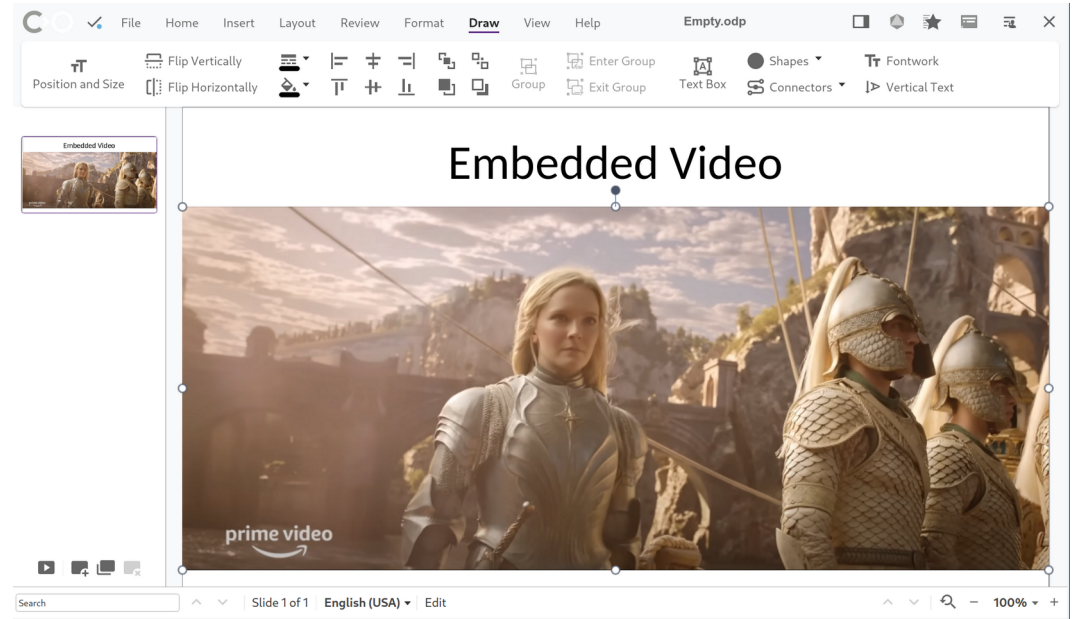 File Home Insert Layout Review Format Draw View Help Empty.odp
Position and Size
Flip Vertically
Flip Horizontally
Group
Enter Group
Exit Group
Text Box
Shapes
Connectors
Fontwork
Vertical Text
Embedded Video
Embedded Video
prime video
Search
Slide 1 of 1 English (USA) Edit 100%